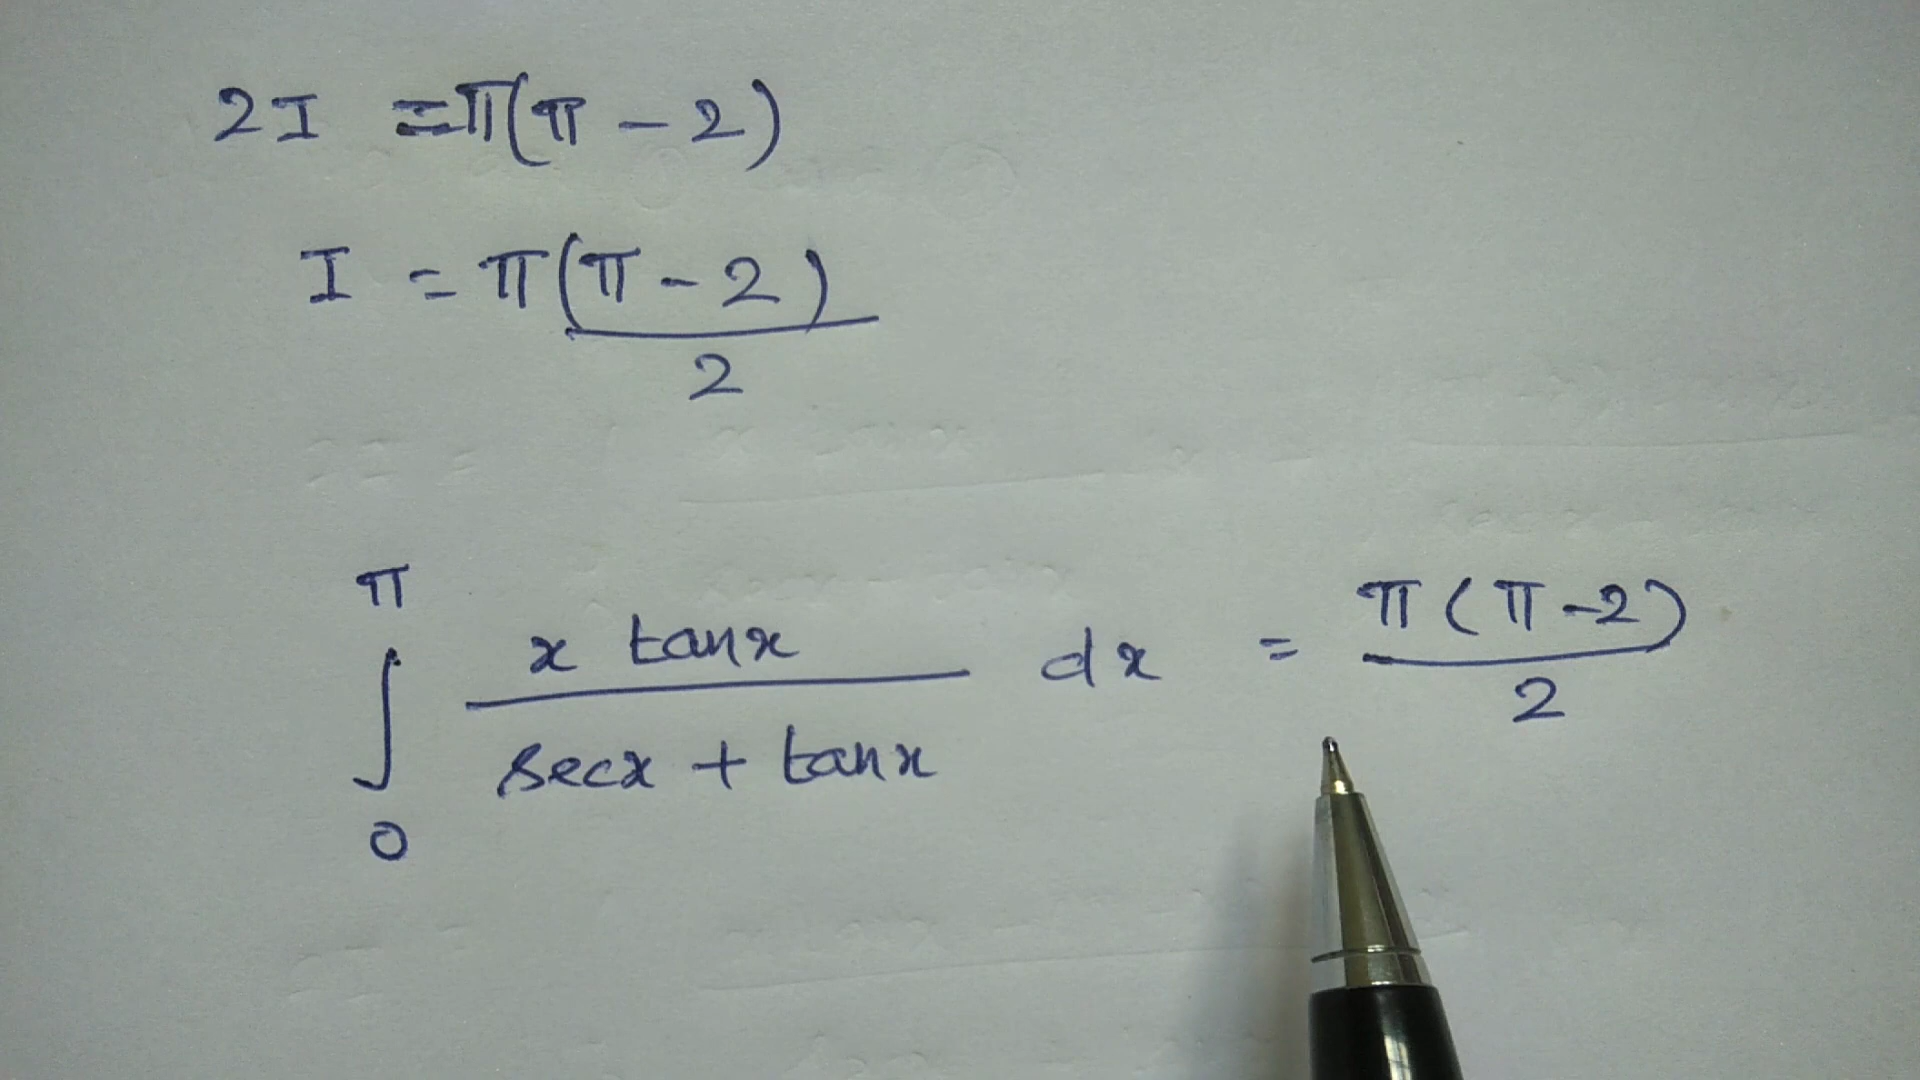 2I = π(π - 2)
I = π(π - 2)/2
∫₀^π x tanx / secx + tanx dx = π(π-2)/2